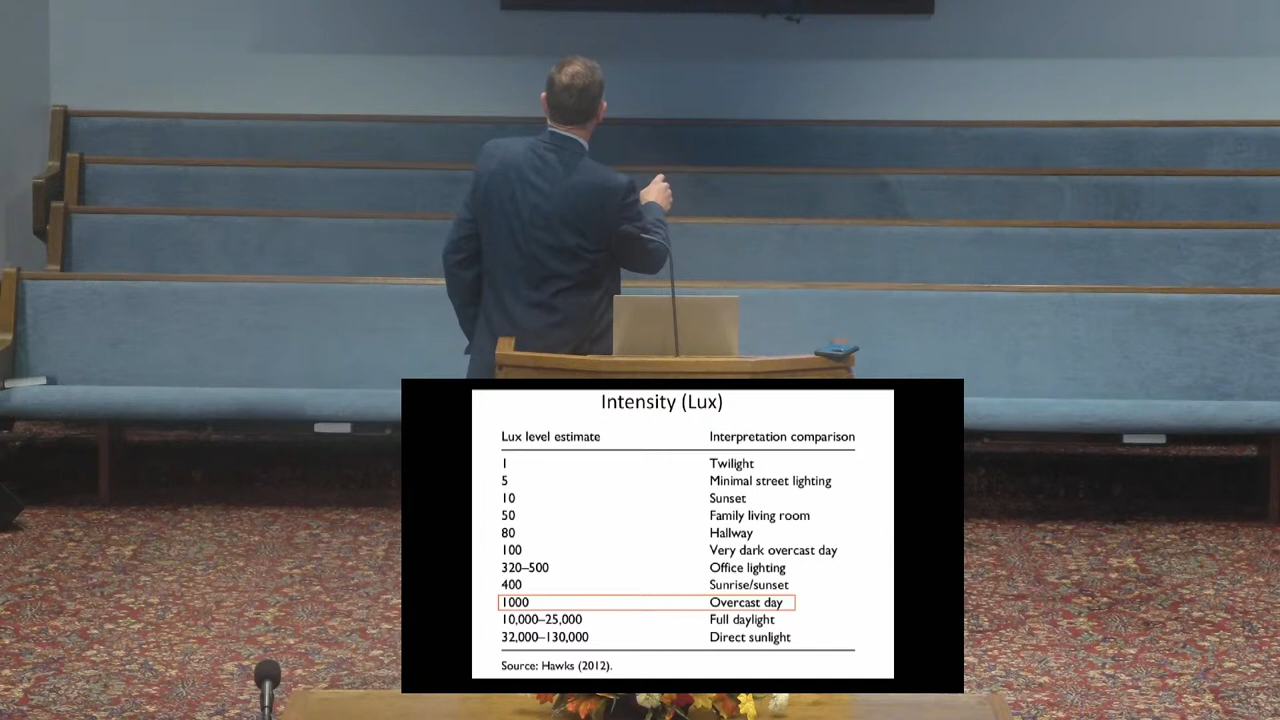 Intensity (Lux)
Lux level estimate Interpretation comparison
1 Twilight
5 Minimal street lighting
10 Sunset
50 Family living room
80 Hallway
100 Very dark overcast day
320–500 Office lighting
400 Sunrise/sunset
1000 Overcast day
10,000–25,000 Full daylight
32,000–130,000 Direct sunlight
Source: Hawks (2012).